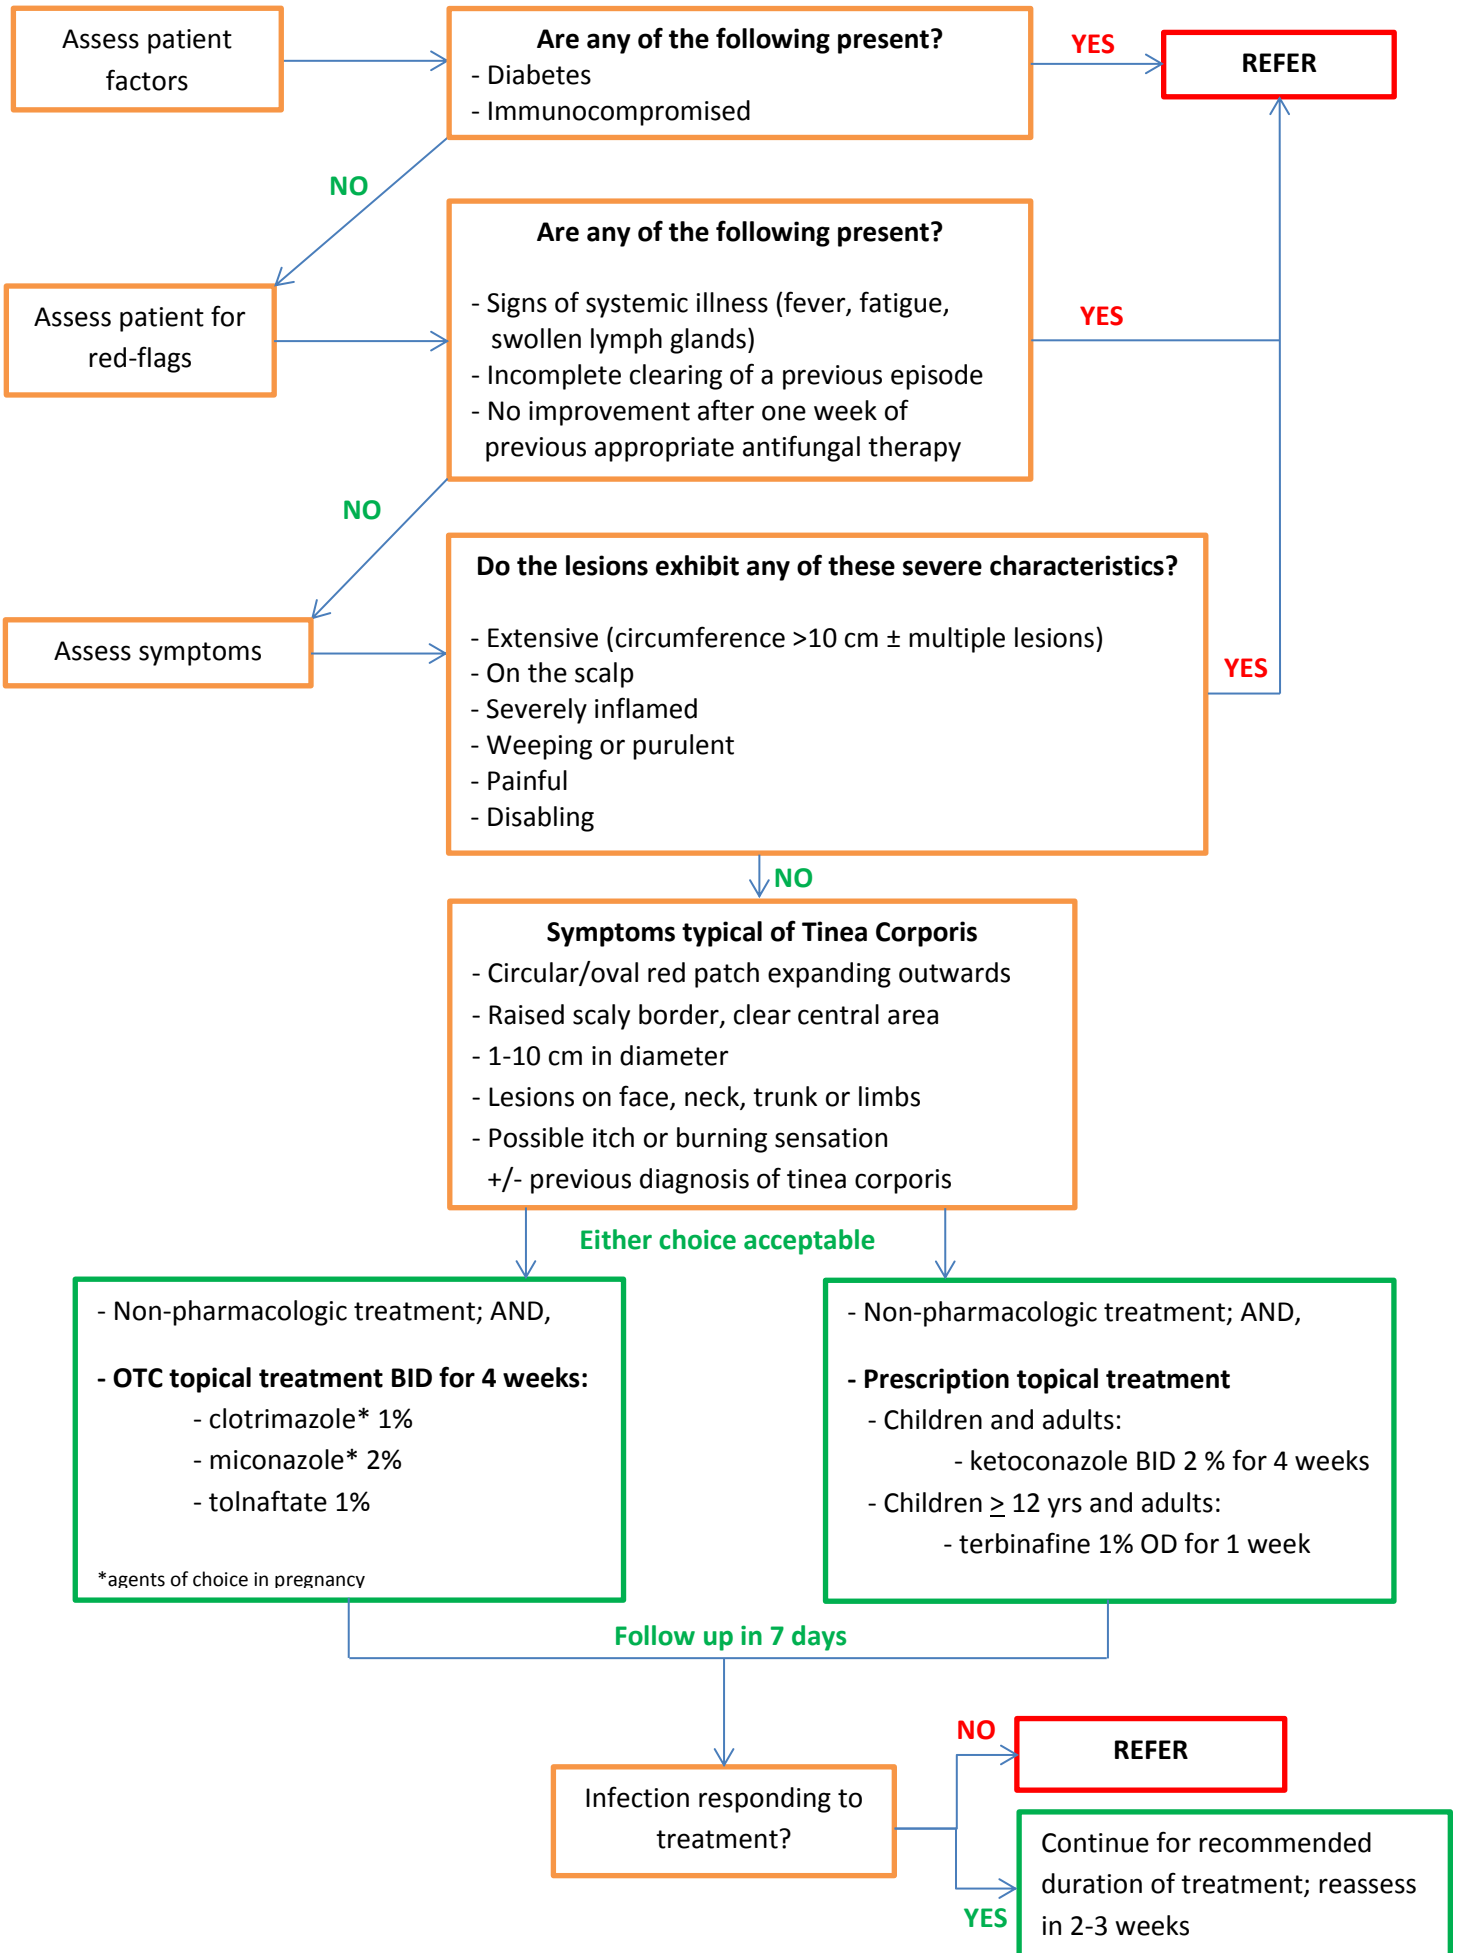 Assess patient
factors
Are any of the following present?
- Diabetes
- Immunocompromised
YES
REFER
NO
Are any of the following present?
- Signs of systemic illness (fever, fatigue,
swollen lymph glands)
- Incomplete clearing of a previous episode
- No improvement after one week of
previous appropriate antifungal therapy
Assess patient for
red-flags
YES
NO
Do the lesions exhibit any of these severe characteristics?
- Extensive (circumference >10 cm ± multiple lesions)
- On the scalp
- Severely inflamed
- Weeping or purulent
- Painful
- Disabling
Assess symptoms
YES
NO
Symptoms typical of Tinea Corporis
- Circular/oval red patch expanding outwards
- Raised scaly border, clear central area
- 1-10 cm in diameter
- Lesions on face, neck, trunk or limbs
- Possible itch or burning sensation
+/- previous diagnosis of tinea corporis
Either choice acceptable
- Non-pharmacologic treatment; AND,
- OTC topical treatment BID for 4 weeks:
- clotrimazole* 1%
- miconazole* 2%
- tolnaftate 1%
*agents of choice in pregnancy
- Non-pharmacologic treatment; AND,
- Prescription topical treatment
- Children and adults:
- ketoconazole BID 2 % for 4 weeks
- Children ≥ 12 yrs and adults:
- terbinafine 1% OD for 1 week
Follow up in 7 days
Infection responding to
treatment?
NO
REFER
YES
Continue for recommended
duration of treatment; reassess
in 2-3 weeks